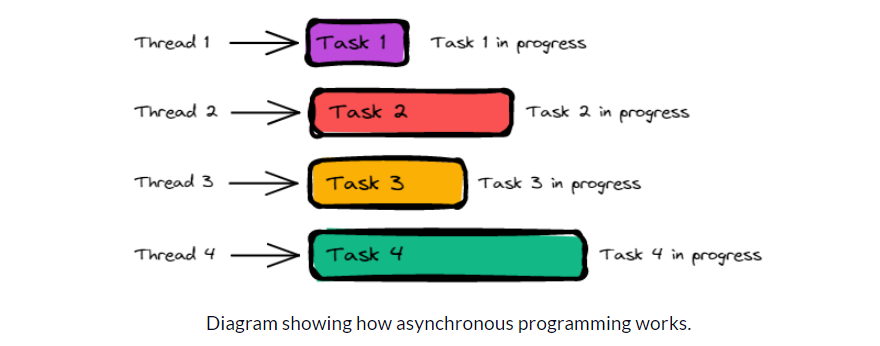 Thread 1 Task 1 Task 1 in progress
Thread 2 Task 2 Task 2 in progress
Thread 3 Task 3 Task 3 in progress
Thread 4 Task 4 Task 4 in progress
Diagram showing how asynchronous programming works.